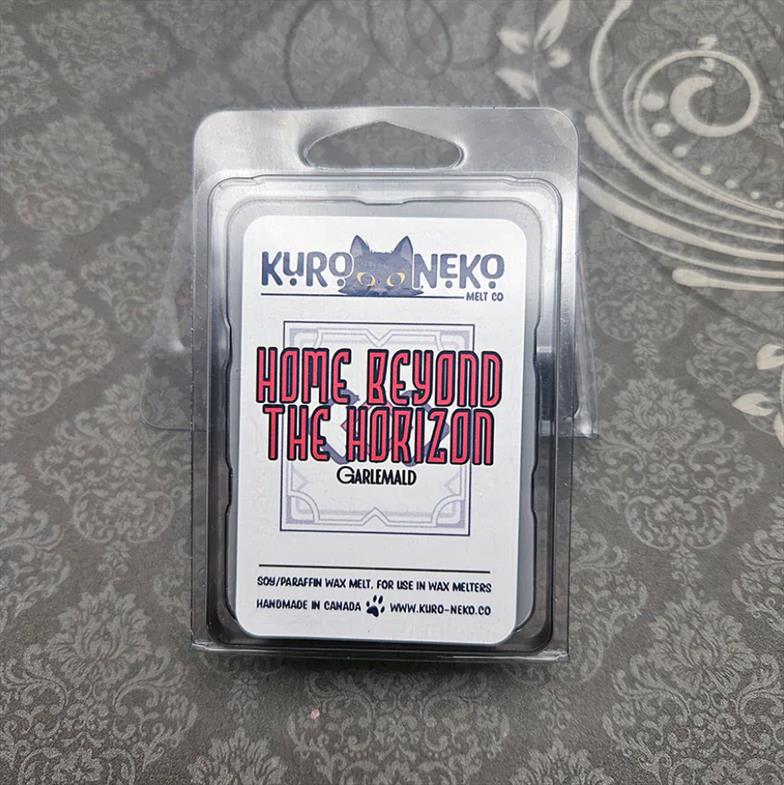 KURO NEKO
MELT CO
HOME BEYOND
THE HORIZON
GARLEMALD
SOY/PARAFFIN WAX MELT, FOR USE IN WAX MELTERS
HANDMADE IN CANADA WWW.KURO-NEKO.CO